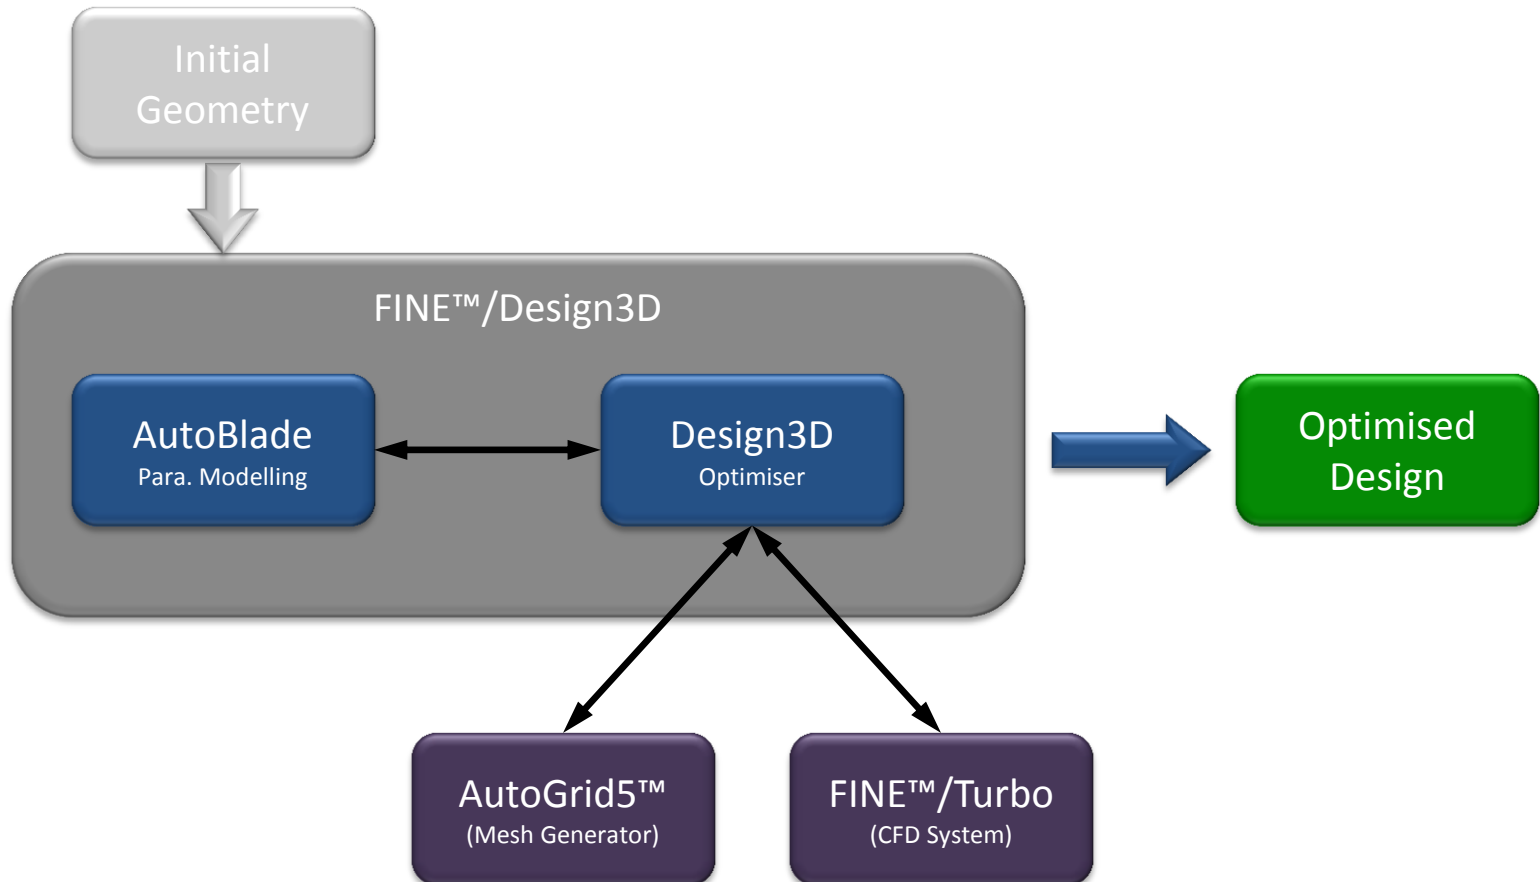 Initial
Geometry
FINE™/Design3D
AutoBlade
Para. Modelling
Design3D
Optimiser
Optimised
Design
AutoGrid5™
(Mesh Generator)
FINE™/Turbo
(CFD System)